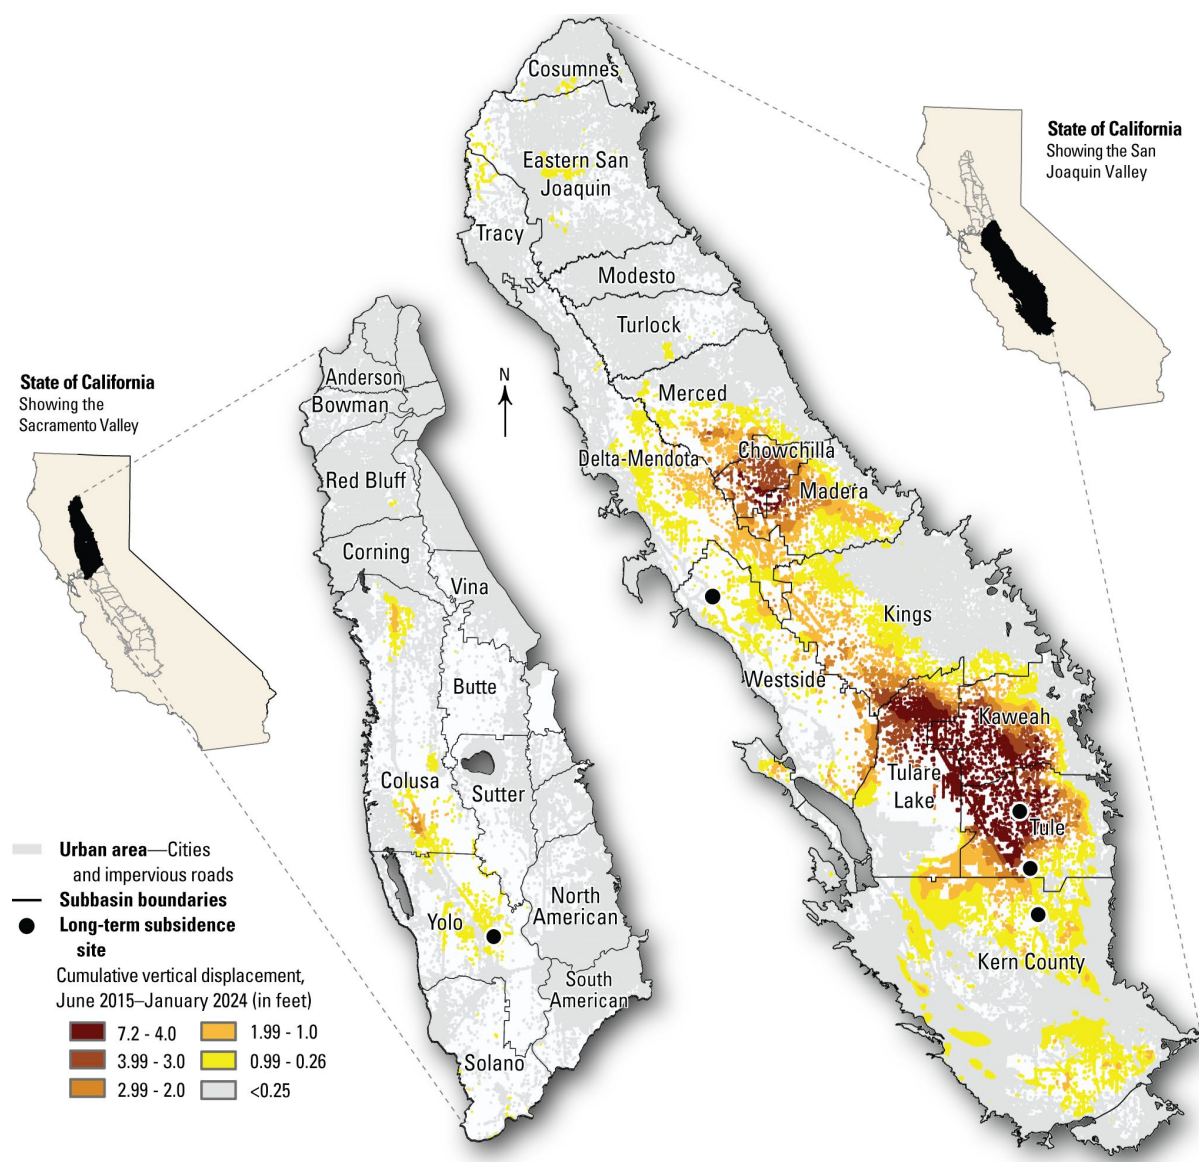 Cosumnes
Eastern San
Joaquin
Tracy
Modesto
Turlock
Merced
Delta-Mendota
Chowchilla
Madera
Kings
Westside
Kaweah
Tulare
Lake
Tule
Kern County
State of California
Showing the San
Joaquin Valley
N
State of California
Showing the
Sacramento Valley
Anderson
Bowman
Red Bluff
Corning
Vina
Butte
Colusa
Sutter
Yolo
North
American
South
American
Solano
Urban area—Cities
and impervious roads
Subbasin boundaries
Long-term subsidence
site
Cumulative vertical displacement,
June 2015–January 2024 (in feet)
7.2 - 4.0
3.99 - 3.0
2.99 - 2.0
1.99 - 1.0
0.99 - 0.26
<0.25